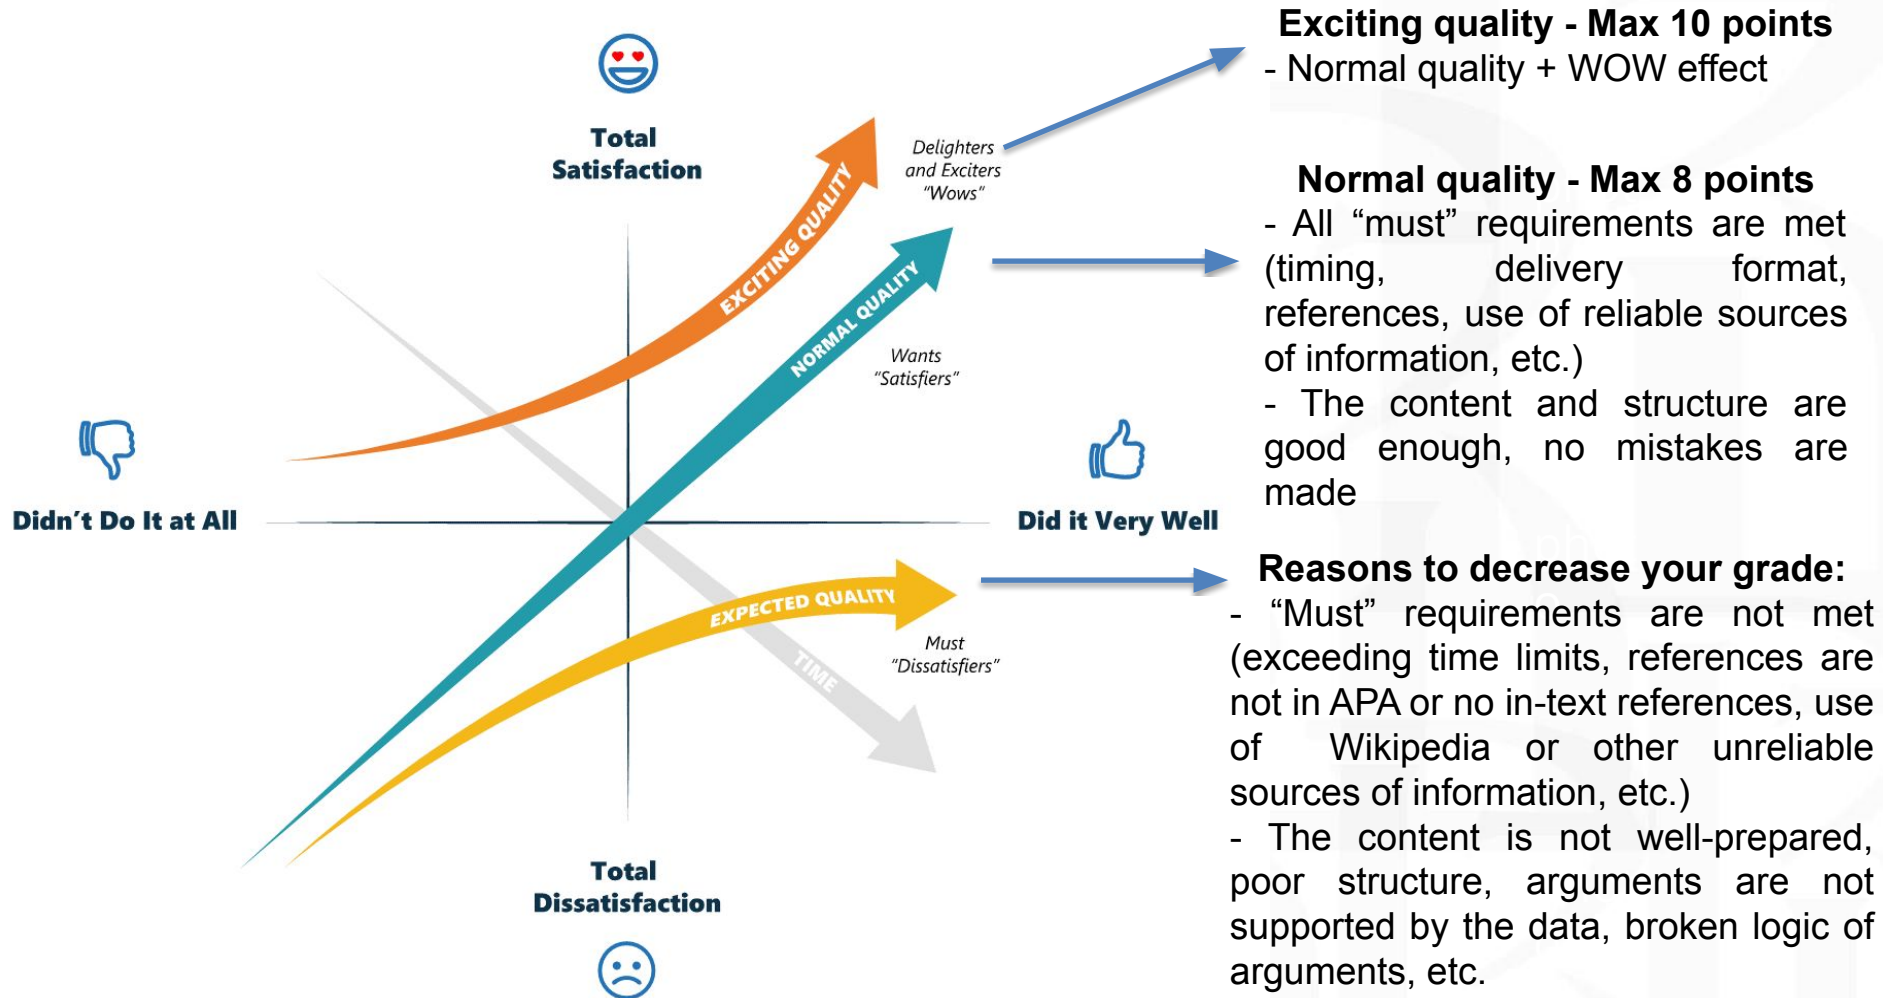 Total
Satisfaction
EXCITING QUALITY
Delighters
and Exciters
"Wows"
NORMAL QUALITY
Wants
"Satisfiers"
Didn't Do It at All
Did it Very Well
EXPECTED QUALITY
Must
"Dissatisfiers"
TIME
Total
Dissatisfaction
Exciting quality - Max 10 points
- Normal quality + WOW effect
Normal quality - Max 8 points
- All “must” requirements are met
(timing, delivery format,
references, use of reliable sources
of information, etc.)
- The content and structure are
good enough, no mistakes are
made
Reasons to decrease your grade:
- “Must” requirements are not met
(exceeding time limits, references are
not in APA or no in-text references, use
of Wikipedia or other unreliable
sources of information, etc.)
- The content is not well-prepared,
poor structure, arguments are not
supported by the data, broken logic of
arguments, etc.